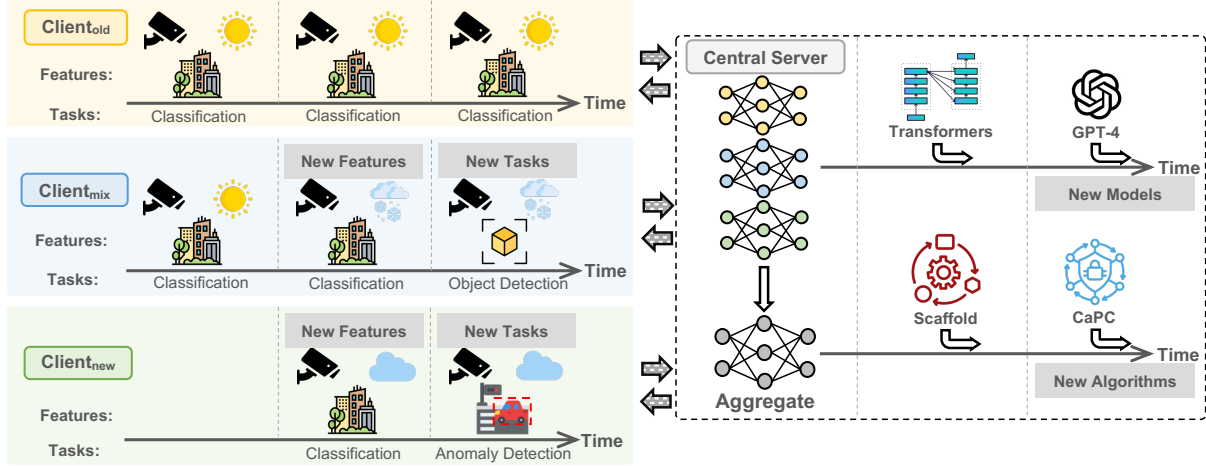 Client_old
Features:
Tasks:
Classification
Classification
Classification
Time
Client_mix
New Features
New Tasks
Features:
Tasks:
Classification
Classification
Object Detection
Time
Client_new
New Features
New Tasks
Features:
Tasks:
Classification
Anomaly Detection
Time
Central Server
Aggregate
Transformers
GPT-4
Time
New Models
Scaffold
CaPC
Time
New Algorithms